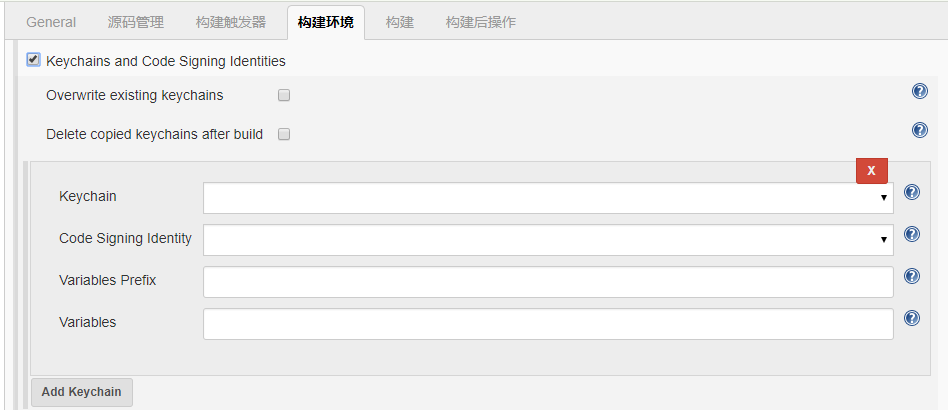 General 源码管理 构建触发器 构建环境 构建 构建后操作
Keychains and Code Signing Identities
Overwrite existing keychains
Delete copied keychains after build
X
Keychain
Code Signing Identity
Variables Prefix
Variables
Add Keychain